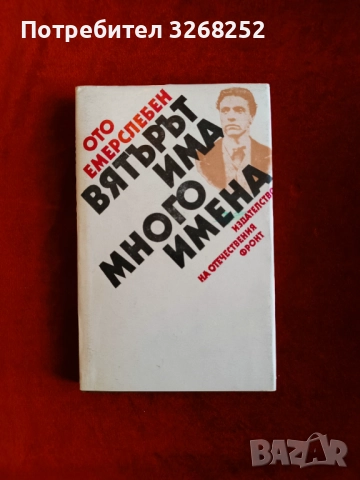 Потребител 3268252
ОТО
ЕМЕРСЛЕБЕН
ВЯТЪРЪТ
ИМА
МНОГО
ИМЕНА
ИЗДАТЕЛСТВО
НА ОТЕЧЕСТВЕНИЯ
ФРОНТ
BAZAR